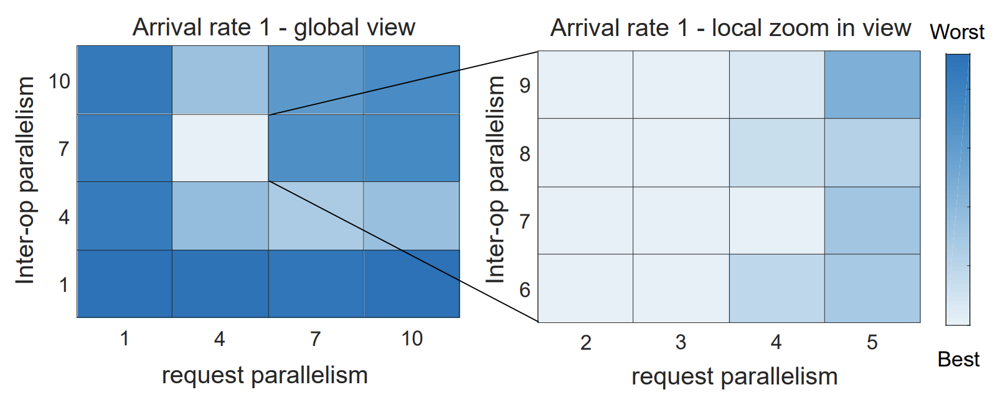 Arrival rate 1 - global view
Inter-op parallelism
10
7
4
1
1 4 7 10
request parallelism
Arrival rate 1 - local zoom in view
Inter-op parallelism
9
8
7
6
2 3 4 5
request parallelism
Worst
Best